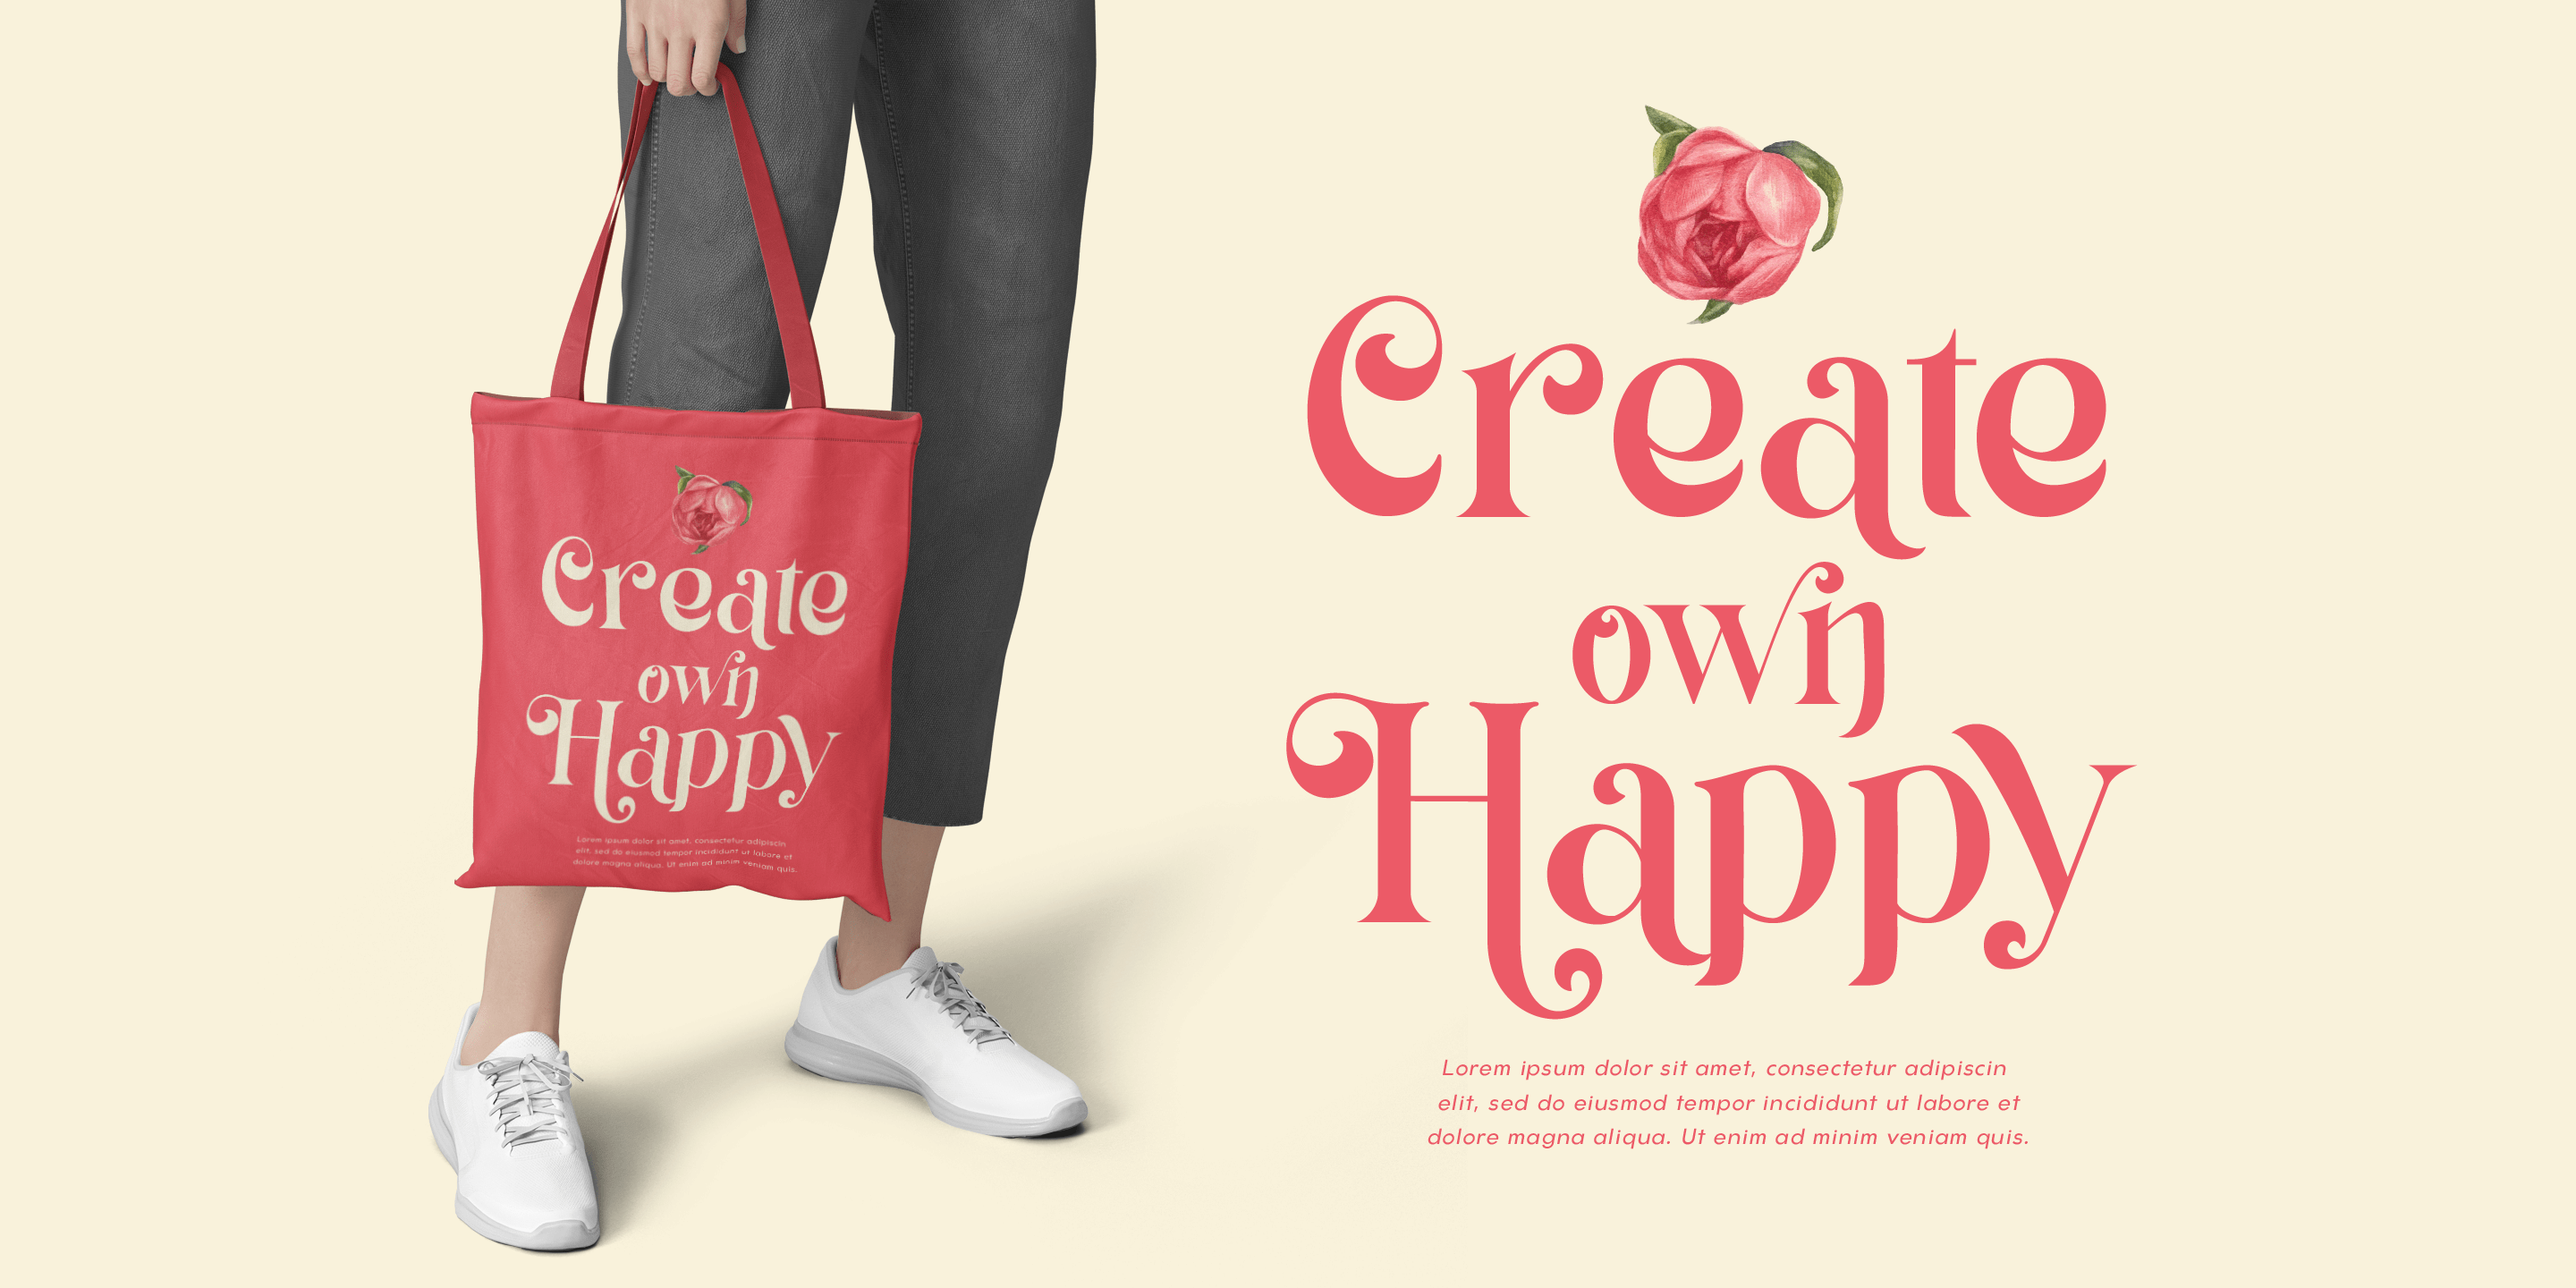 Create
own
Happy
Lorem ipsum dolor sit amet, consectetur adipiscin
elit, sed do eiusmod tempor incididunt ut labore et
dolore magna aliqua. Ut enim ad minim veniam quis.
Create
own
Happy
Lorem ipsum dolor sit amet, consectetur adipiscin
elit, sed do eiusmod tempor incididunt ut labore et
dolore magna aliqua. Ut enim ad minim veniam quis.